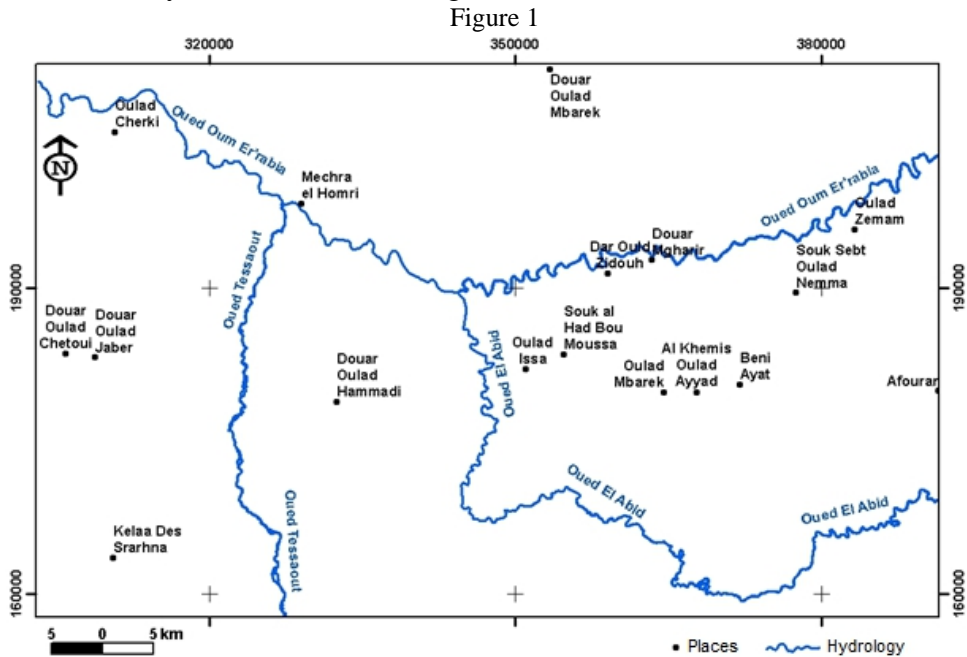 Figure 1
320000 350000 380000
Douar
Oulad
Mbarek
Oulad
Cherki
Oued Oum Er'rabia
N
Mechra
el Homri
Oued Oum Er'rabia
Oulad
Zemam
Dar Ould
Zidouh
Douar
Mgharir
Souk Sebt
Oulad
Nemma
190000 190000
Oued Tessaout
Douar
Oulad
Chetoui
Douar
Oulad
Jaber
Douar
Oulad
Hammadi
Oued El Abid
Oulad
Issa
Souk al
Had Bou
Moussa
Oulad
Mbarek
Al Khemis
Oulad
Ayyad
Beni
Ayat
Afourar
Oued El Abid
Oued El Abid
Oued Tessaout
Kelaa Des
Srarhna
160000 160000
5 0 5 km
Places Hydrology